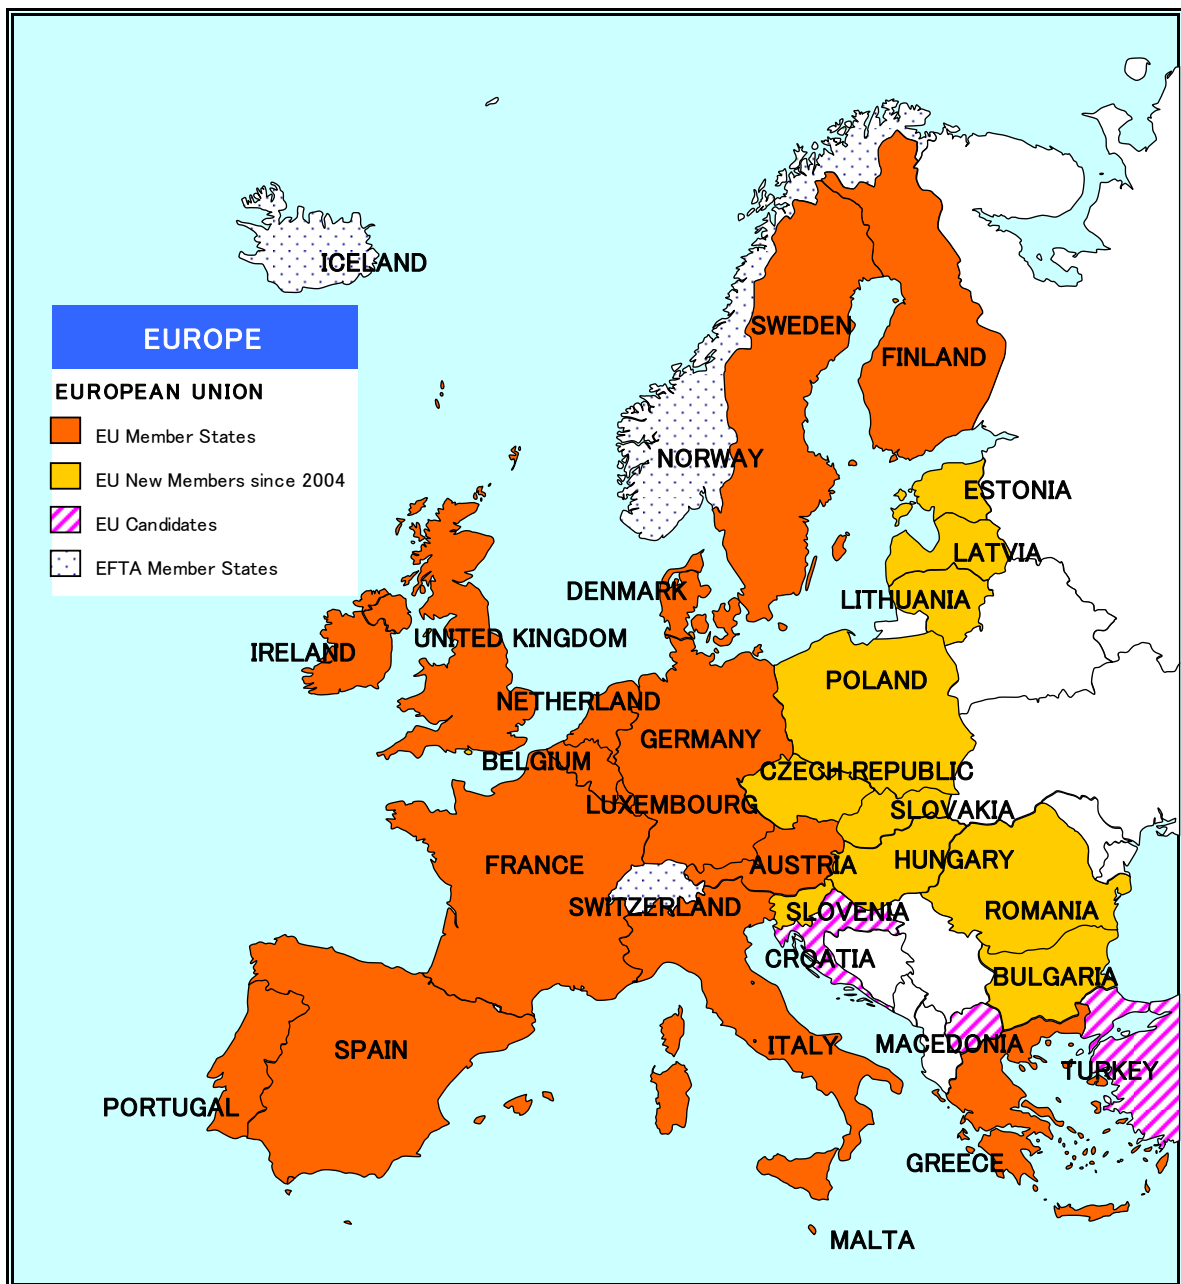 ICELAND
EUROPE
EUROPEAN UNION
EU Member States
EU New Members since 2004
EU Candidates
EFTA Member States
SWEDEN
FINLAND
NORWAY
ESTONIA
LATVIA
DENMARK
LITHUANIA
UNITED KINGDOM
IRELAND
POLAND
NETHERLAND
GERMANY
BELGIUM
CZECH REPUBLIC
LUXEMBOURG
SLOVAKIA
FRANCE
AUSTRIA
HUNGARY
SWITZERLAND
SLOVENIA
ROMANIA
CROATIA
BULGARIA
SPAIN
ITALY
MACEDONIA
TURKEY
PORTUGAL
GREECE
MALTA